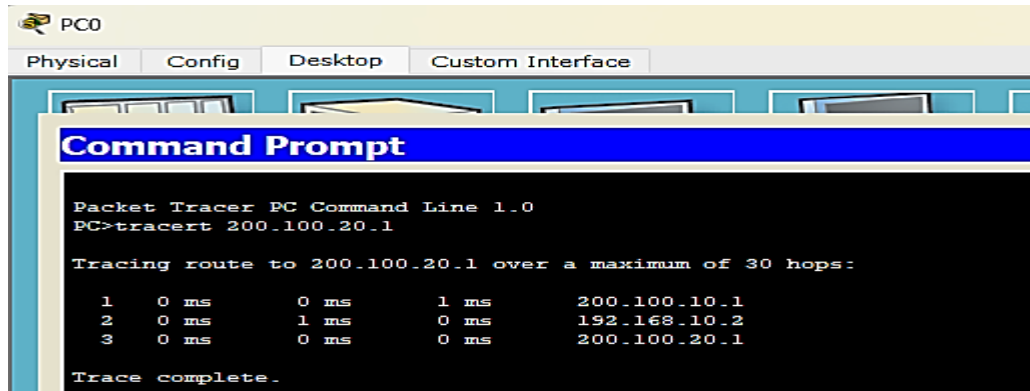 PC0
Physical Config Desktop Custom Interface
Command Prompt
Packet Tracer PC Command Line 1.0
PC>tracert 200.100.20.1
Tracing route to 200.100.20.1 over a maximum of 30 hops:
1 0 ms 0 ms 1 ms 200.100.10.1
2 0 ms 1 ms 0 ms 192.168.10.2
3 0 ms 0 ms 0 ms 200.100.20.1
Trace complete.